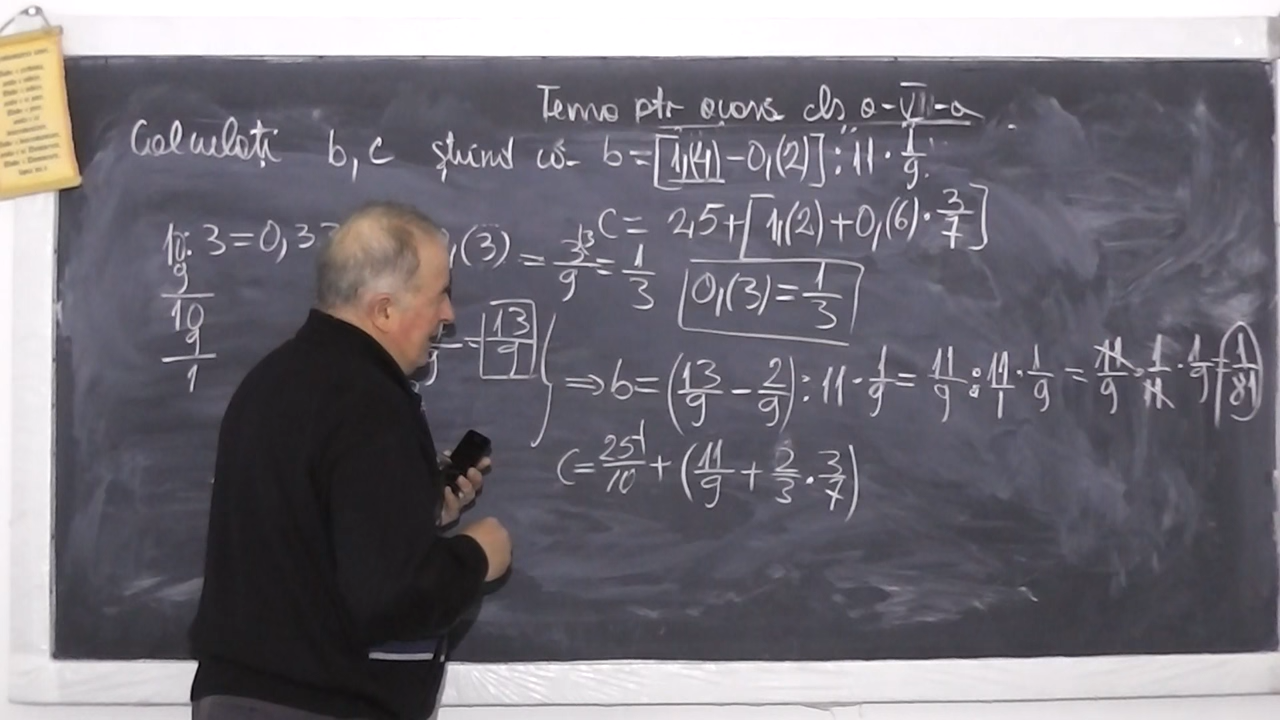 Temo ptr acasă cls a-VII-a
Calculați b, c știind că b = [1,(4) - 0,(2)] : 11 · 1/9
c = 2,5 + [1,(2) + 0,(6) · 3/7]
10 : 3 = 0,33
,(3) = 3/9 = 1/3
9
10
9
1
0,(3) = 1/3
= 13/9
⇒ b = (13/9 - 2/9) : 11 · 1/9 = 11/9 : 11/1 · 1/9 = 11/9 · 1/11 · 1/9 = 1/81
c = 25/10 + (11/9 + 2/3 · 3/7)